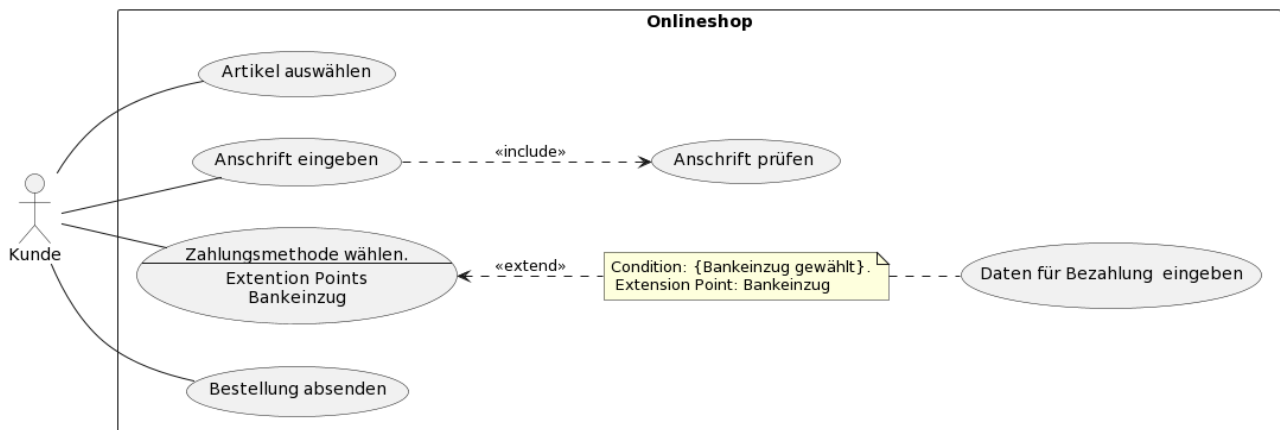 Onlineshop
Artikel auswählen
Anschrift eingeben
«include»
Anschrift prüfen
Kunde
Zahlungsmethode wählen.
Extention Points
Bankeinzug
«extend»
Condition: {Bankeinzug gewählt}.
Extension Point: Bankeinzug
Daten für Bezahlung  eingeben
Bestellung absenden